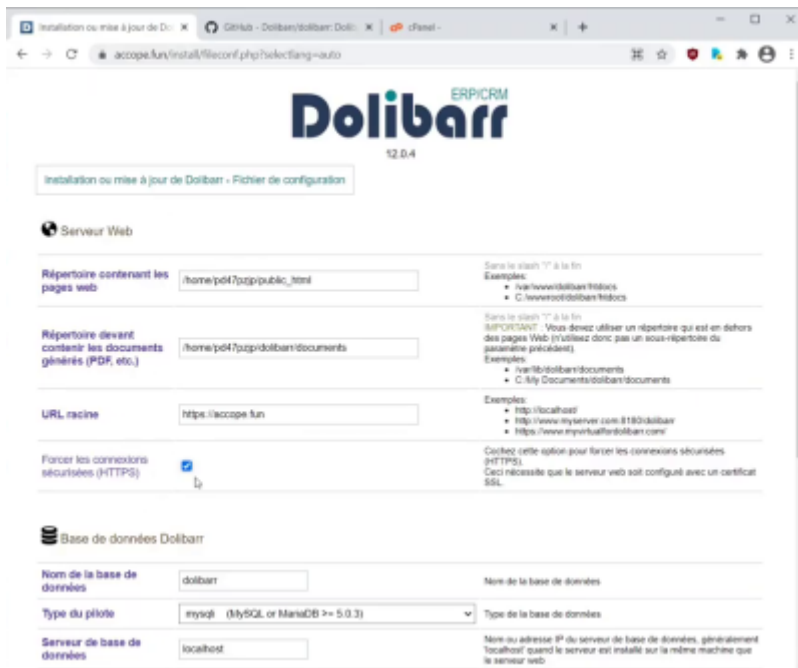 Installation ou mise à jour de Do
GitHub - Dolibarr/dolibarr: Doli
cPanel -
accope.fun/install/fileconf.php?selectlang=auto
Dolibarr
ERP/CRM
12.0.4
Installation ou mise à jour de Dolibarr - Fichier de configuration
Serveur Web
Répertoire contenant les
pages web
/home/pd47pzjp/public_html
Sans le slash "/" à la fin
Exemples:
/var/www/dolibarr/htdocs
C:/wwwroot/dolibarr/htdocs
Répertoire devant
contenir les documents
générés (PDF, etc.)
/home/pd47pzjp/dolibarr/documents
Sans le slash "/" à la fin
IMPORTANT : Vous devez utiliser un répertoire qui est en dehors
des pages Web (n'utilisez donc pas un sous-répertoire du
paramètre précédent).
Exemples:
/var/lib/dolibarr/documents
C:/My Documents/dolibarr/documents
URL racine
https://accope.fun
Exemples:
http://localhost/
http://www.myserver.com:8180/dolibarr
https://www.myvirtualfordolibarr.com/
Forcer les connexions
sécurisées (HTTPS)
Cochez cette option pour forcer les connexions sécurisées
(HTTPS).
Ceci nécessite que le serveur web soit configuré avec un certificat
SSL.
Base de données Dolibarr
Nom de la base de
données
dolibarr
Nom de la base de données
Type du pilote
mysqli (MySQL or MariaDB >= 5.0.3)
Type de la base de données
Serveur de base de
données
localhost
Nom ou adresse IP du serveur de base de données, généralement
'localhost' quand le serveur est installé sur la même machine que
le serveur web